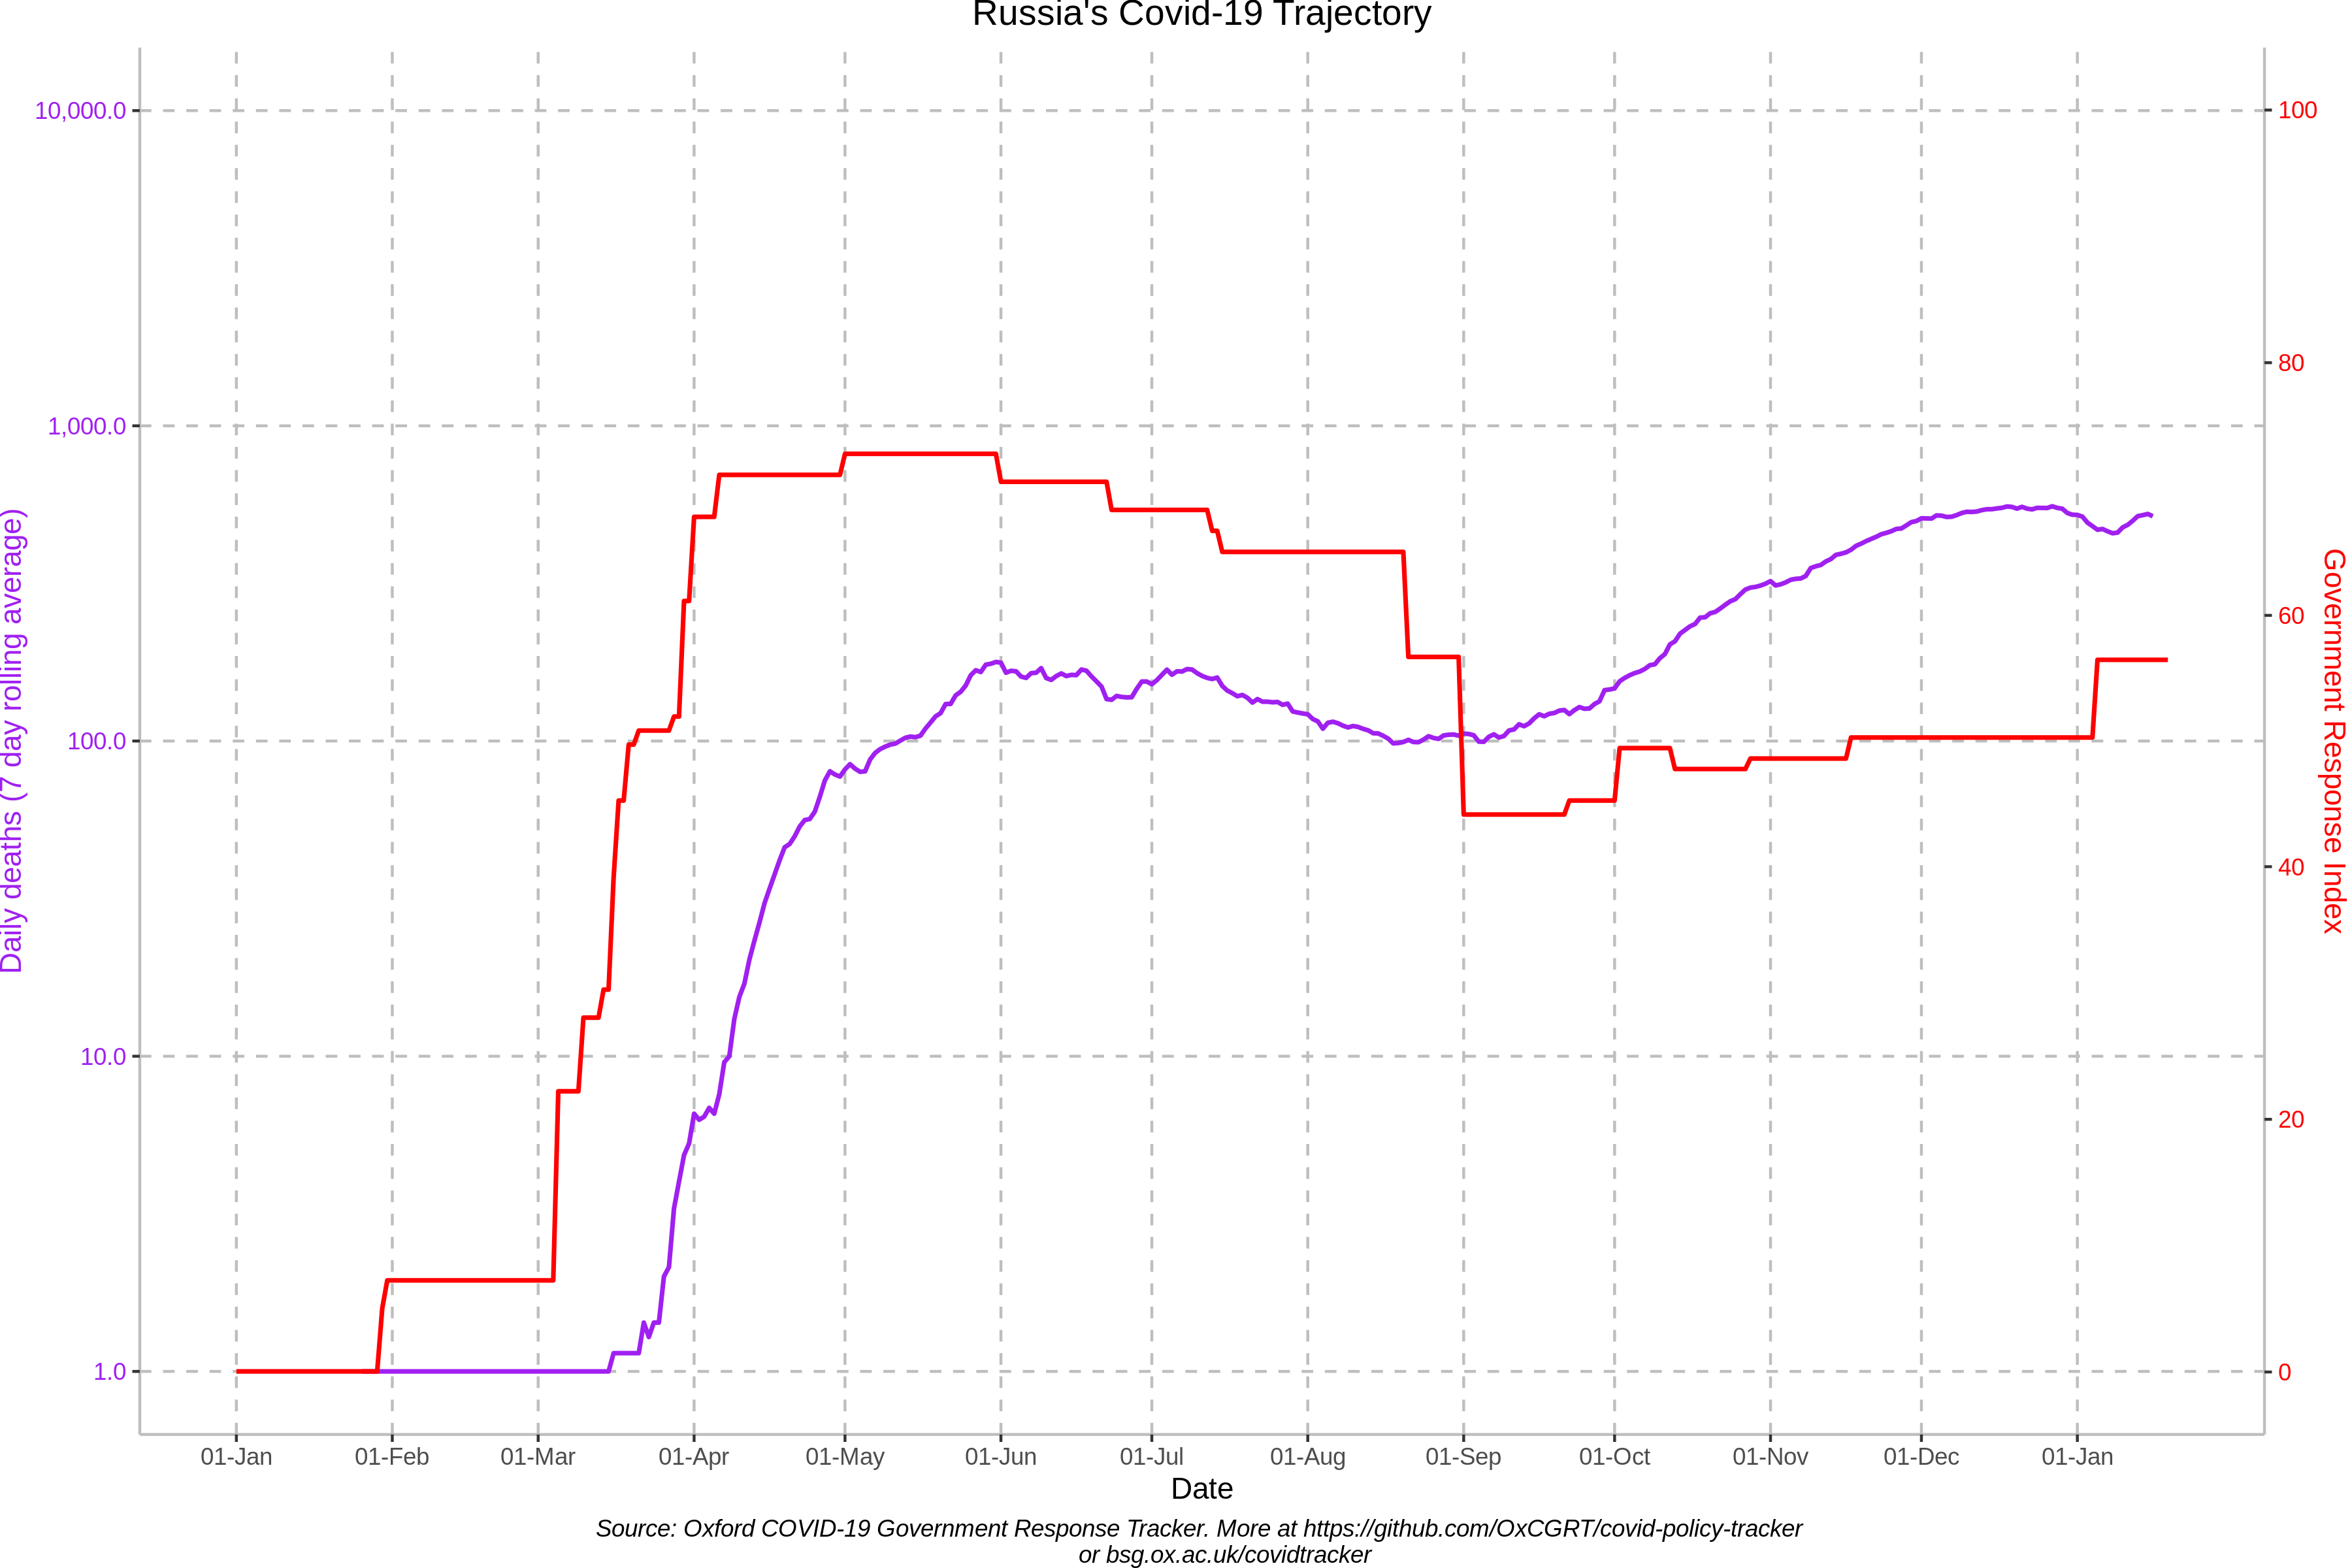 Russia's Covid-19 Trajectory
10,000.0
1,000.0
100.0
10.0
1.0
Daily deaths (7 day rolling average)
100
80
60
40
20
0
Government Response Index
01-Jan
01-Feb
01-Mar
01-Apr
01-May
01-Jun
01-Jul
01-Aug
01-Sep
01-Oct
01-Nov
01-Dec
01-Jan
Date
Source: Oxford COVID-19 Government Response Tracker. More at https://github.com/OxCGRT/covid-policy-tracker
or bsg.ox.ac.uk/covidtracker